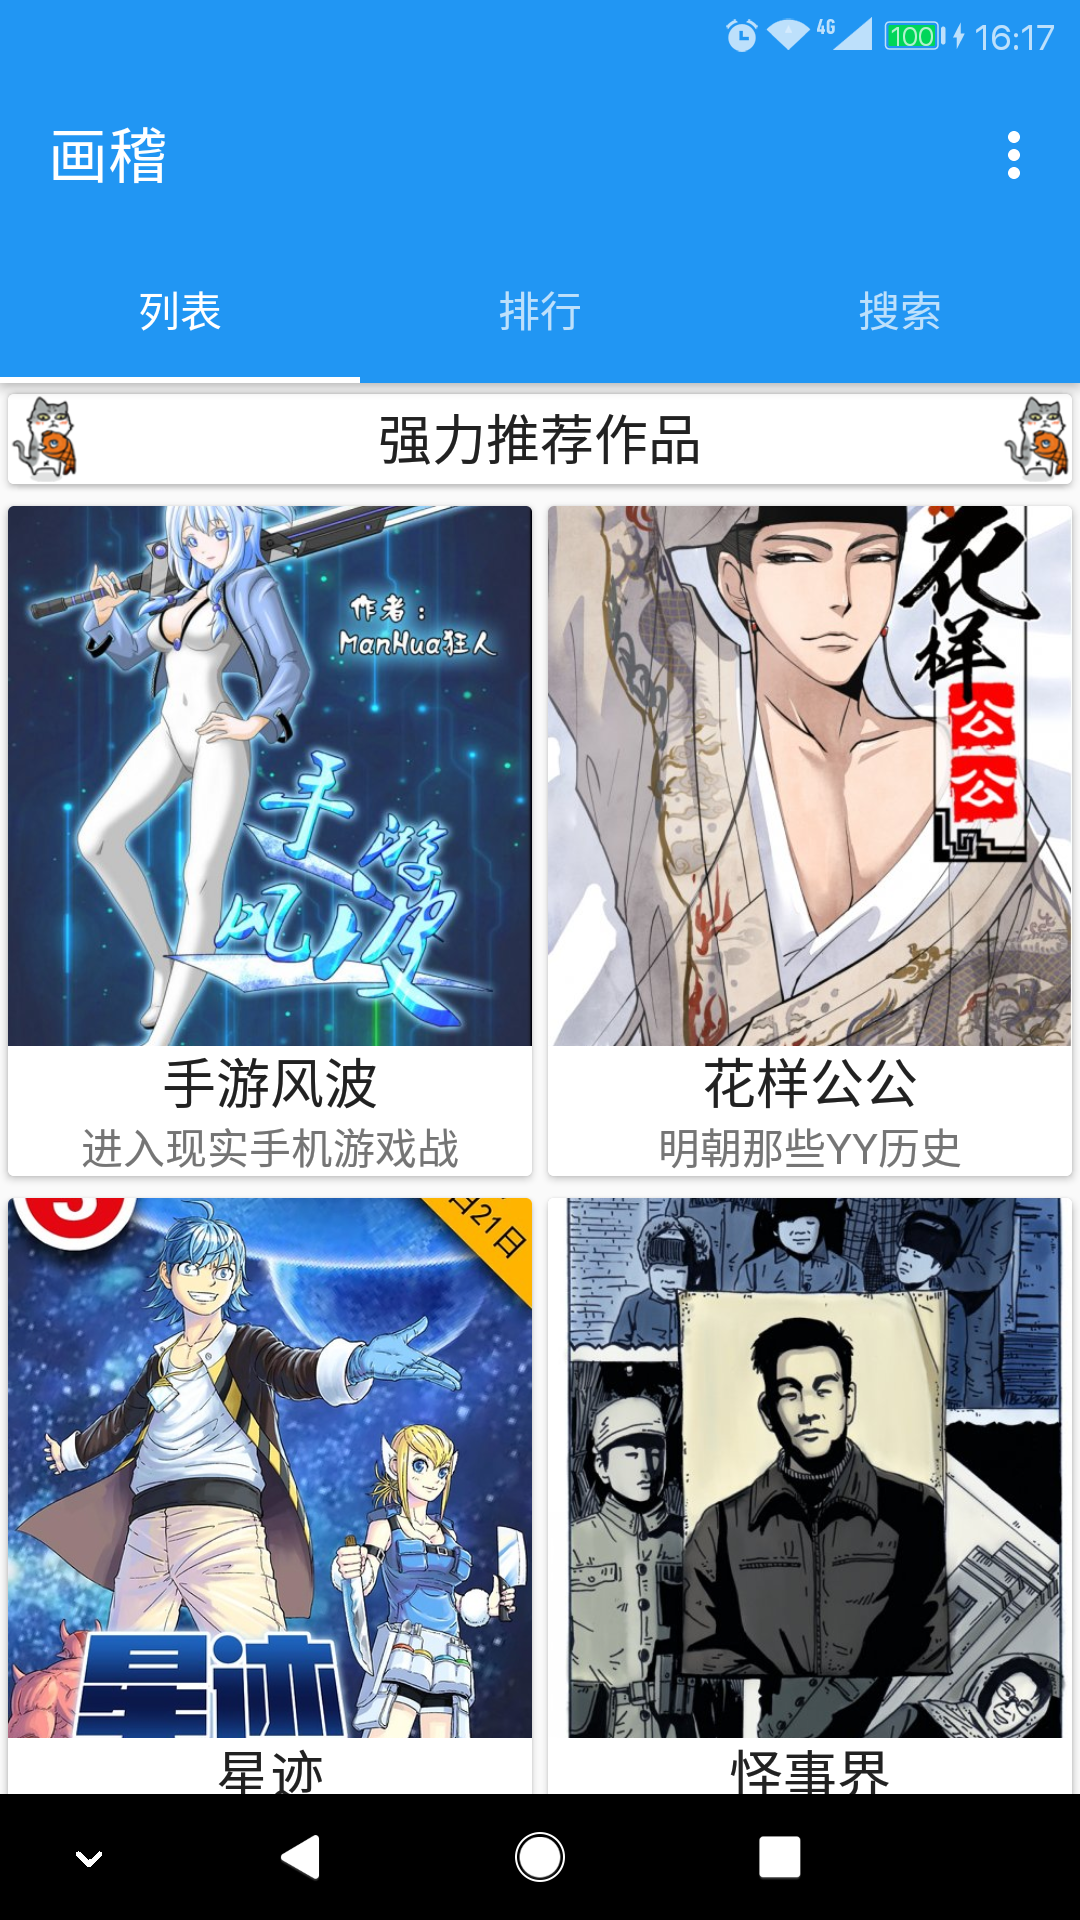 4G 100 16:17
画稽
列表 排行 搜索
强力推荐作品
作者：
ManHua狂人
手游
风波
花样
公公
手游风波
进入现实手机游戏战
花样公公
明朝那些YY历史
日21日
星迹
星迹
怪事界